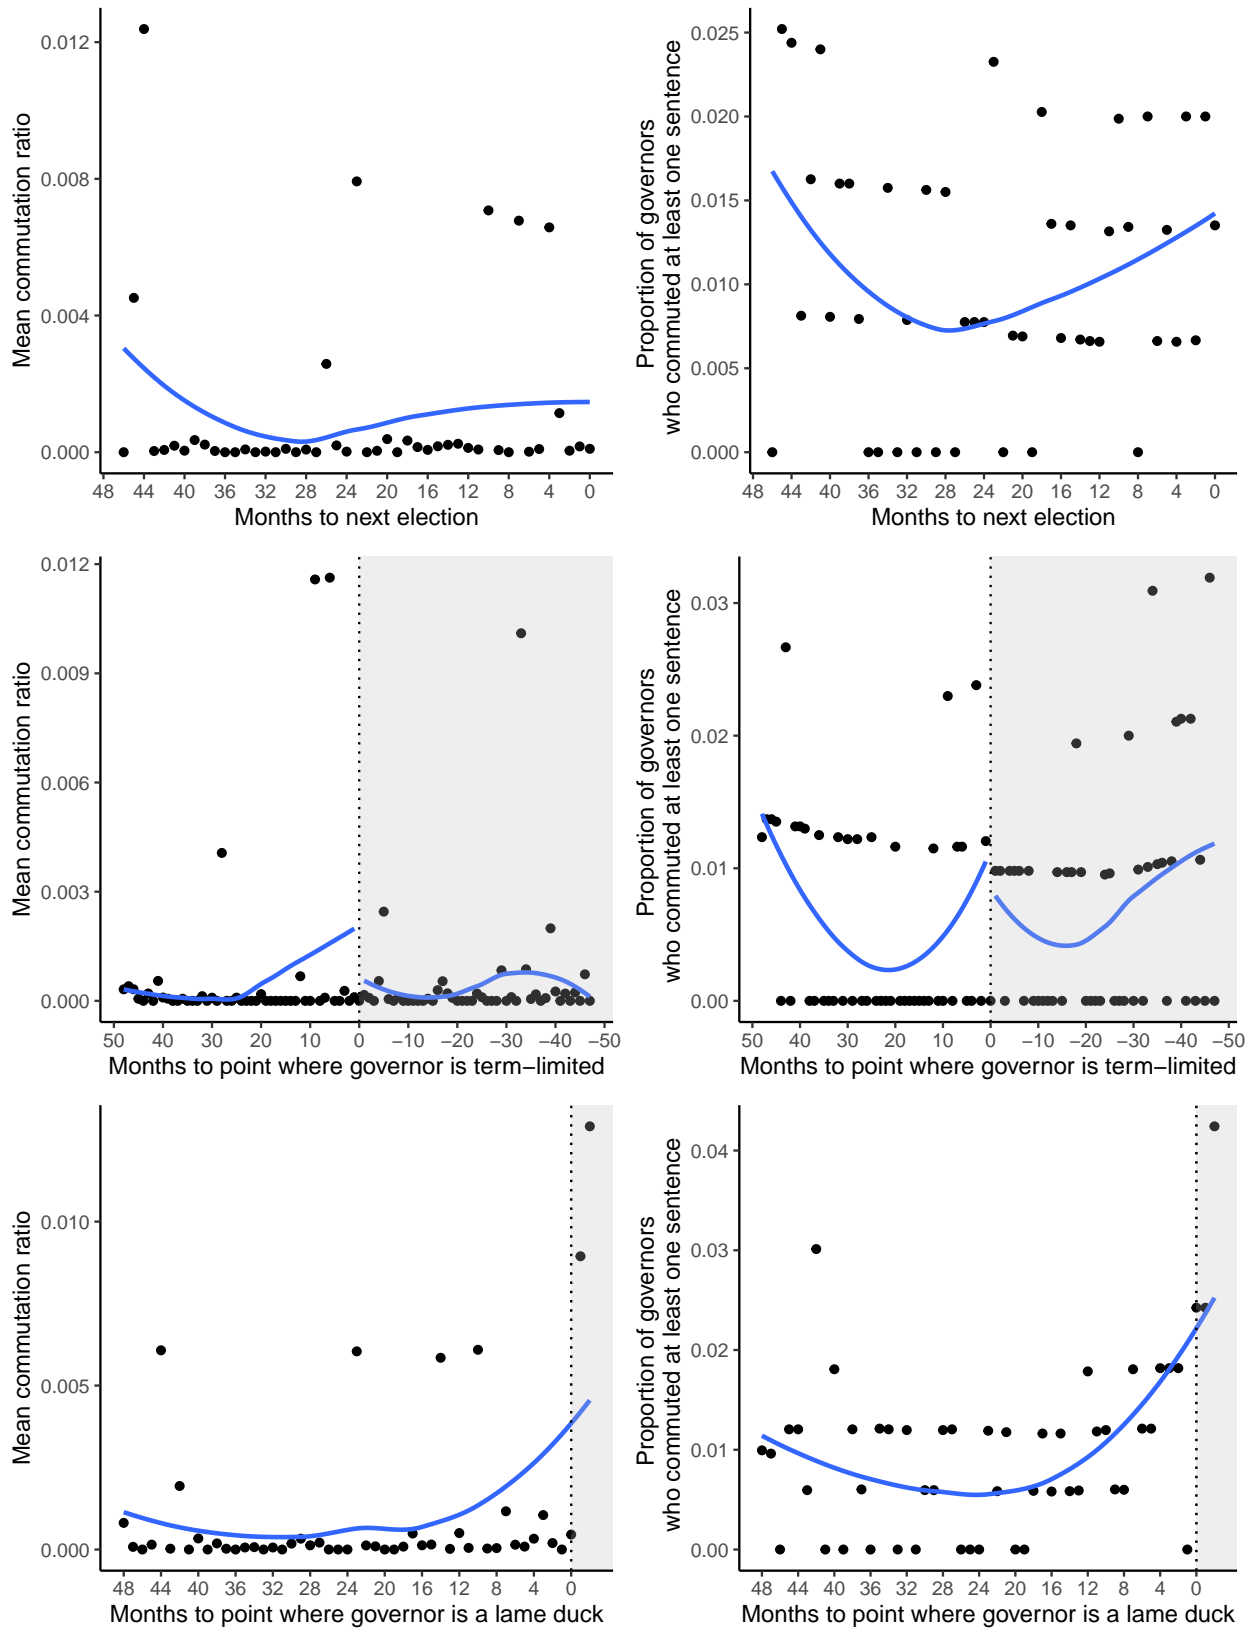 Mean commutation ratio
0.012
0.008
0.004
0.000
48 44 40 36 32 28 24 20 16 12 8 4 0
Months to next election
Proportion of governors
who commuted at least one sentence
0.025
0.020
0.015
0.010
0.005
0.000
48 44 40 36 32 28 24 20 16 12 8 4 0
Months to next election
Mean commutation ratio
0.012
0.009
0.006
0.003
0.000
50 40 30 20 10 0 −10 −20 −30 −40 −50
Months to point where governor is term−limited
Proportion of governors
who commuted at least one sentence
0.03
0.02
0.01
0.00
50 40 30 20 10 0 −10 −20 −30 −40 −50
Months to point where governor is term−limited
Mean commutation ratio
0.010
0.005
0.000
48 44 40 36 32 28 24 20 16 12 8 4 0
Months to point where governor is a lame duck
Proportion of governors
who commuted at least one sentence
0.04
0.03
0.02
0.01
0.00
48 44 40 36 32 28 24 20 16 12 8 4 0
Months to point where governor is a lame duck